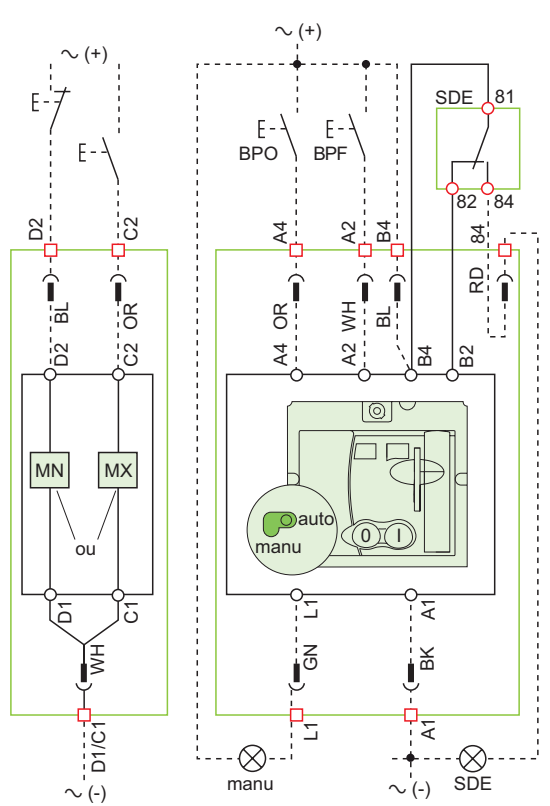 ~ (+)
D2
C2
BL
OR
D2
C2
MN
MX
ou
D1
C1
WH
D1/C1
~ (-)
~ (+)
SDE
81
BPO
BPF
82
84
A4
A2
B4
84
OR
WH
BL
RD
A4
A2
B4
B2
auto
manu
0
I
L1
A1
GN
BK
L1
A1
manu
~ (-)
SDE